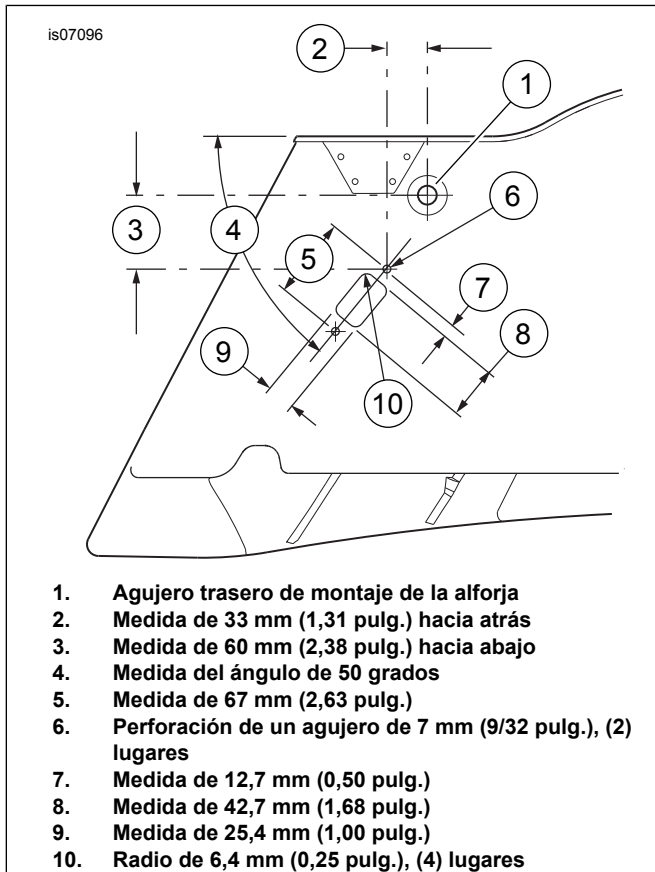 is07096
2
1
3
4
6
5
7
8
9
10
1. Agujero trasero de montaje de la alforja
2. Medida de 33 mm (1,31 pulg.) hacia atrás
3. Medida de 60 mm (2,38 pulg.) hacia abajo
4. Medida del ángulo de 50 grados
5. Medida de 67 mm (2,63 pulg.)
6. Perforación de un agujero de 7 mm (9/32 pulg.), (2)
lugares
7. Medida de 12,7 mm (0,50 pulg.)
8. Medida de 42,7 mm (1,68 pulg.)
9. Medida de 25,4 mm (1,00 pulg.)
10. Radio de 6,4 mm (0,25 pulg.), (4) lugares